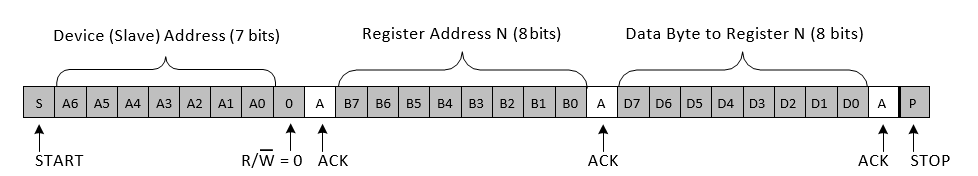 Device (Slave) Address (7 bits) Register Address N (8 bits) Data Byte to Register N (8 bits)
S A6 A5 A4 A3 A2 A1 A0 0 A B7 B6 B5 B4 B3 B2 B1 B0 A D7 D6 D5 D4 D3 D2 D1 D0 A P
START R/W̅ = 0 ACK ACK ACK STOP